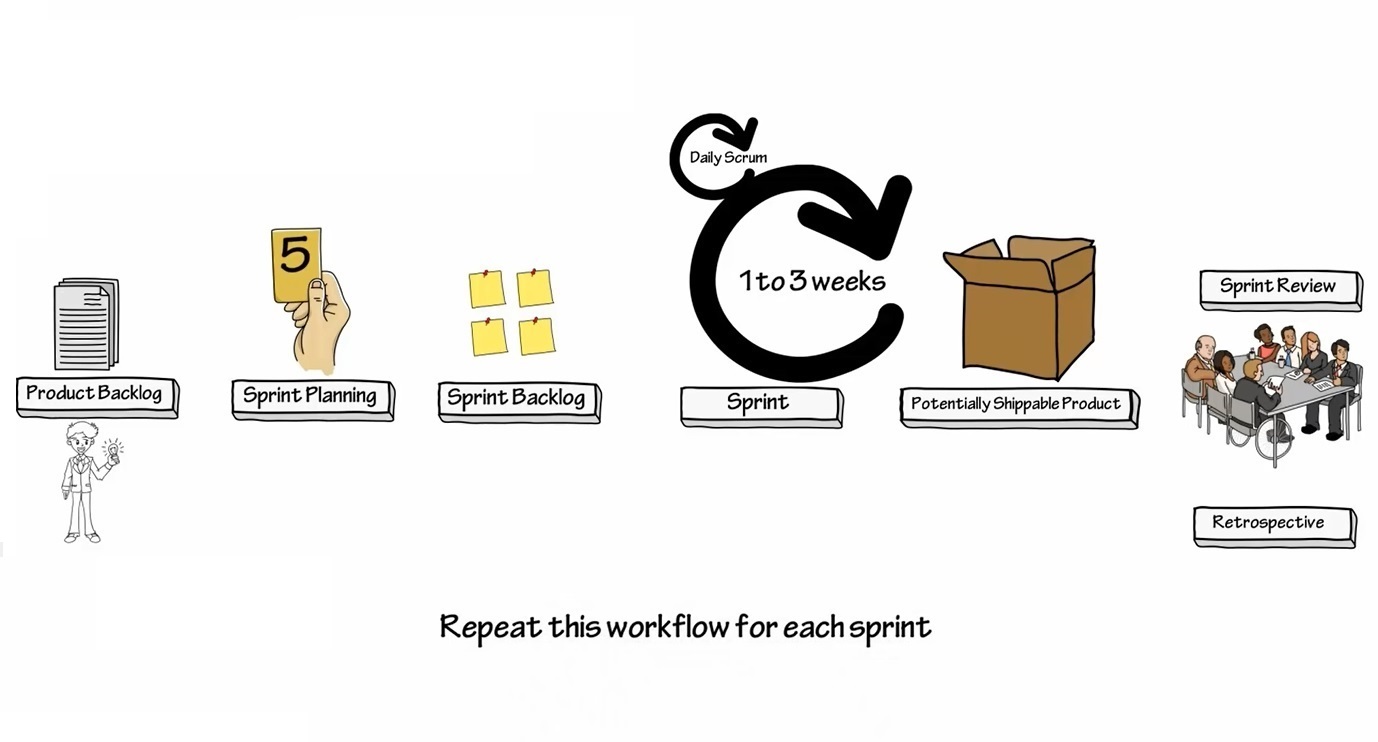 Daily Scrum
5
1 to 3 weeks
Product Backlog
Sprint Planning
Sprint Backlog
Sprint
Potentially Shippable Product
Sprint Review
Retrospective
Repeat this workflow for each sprint